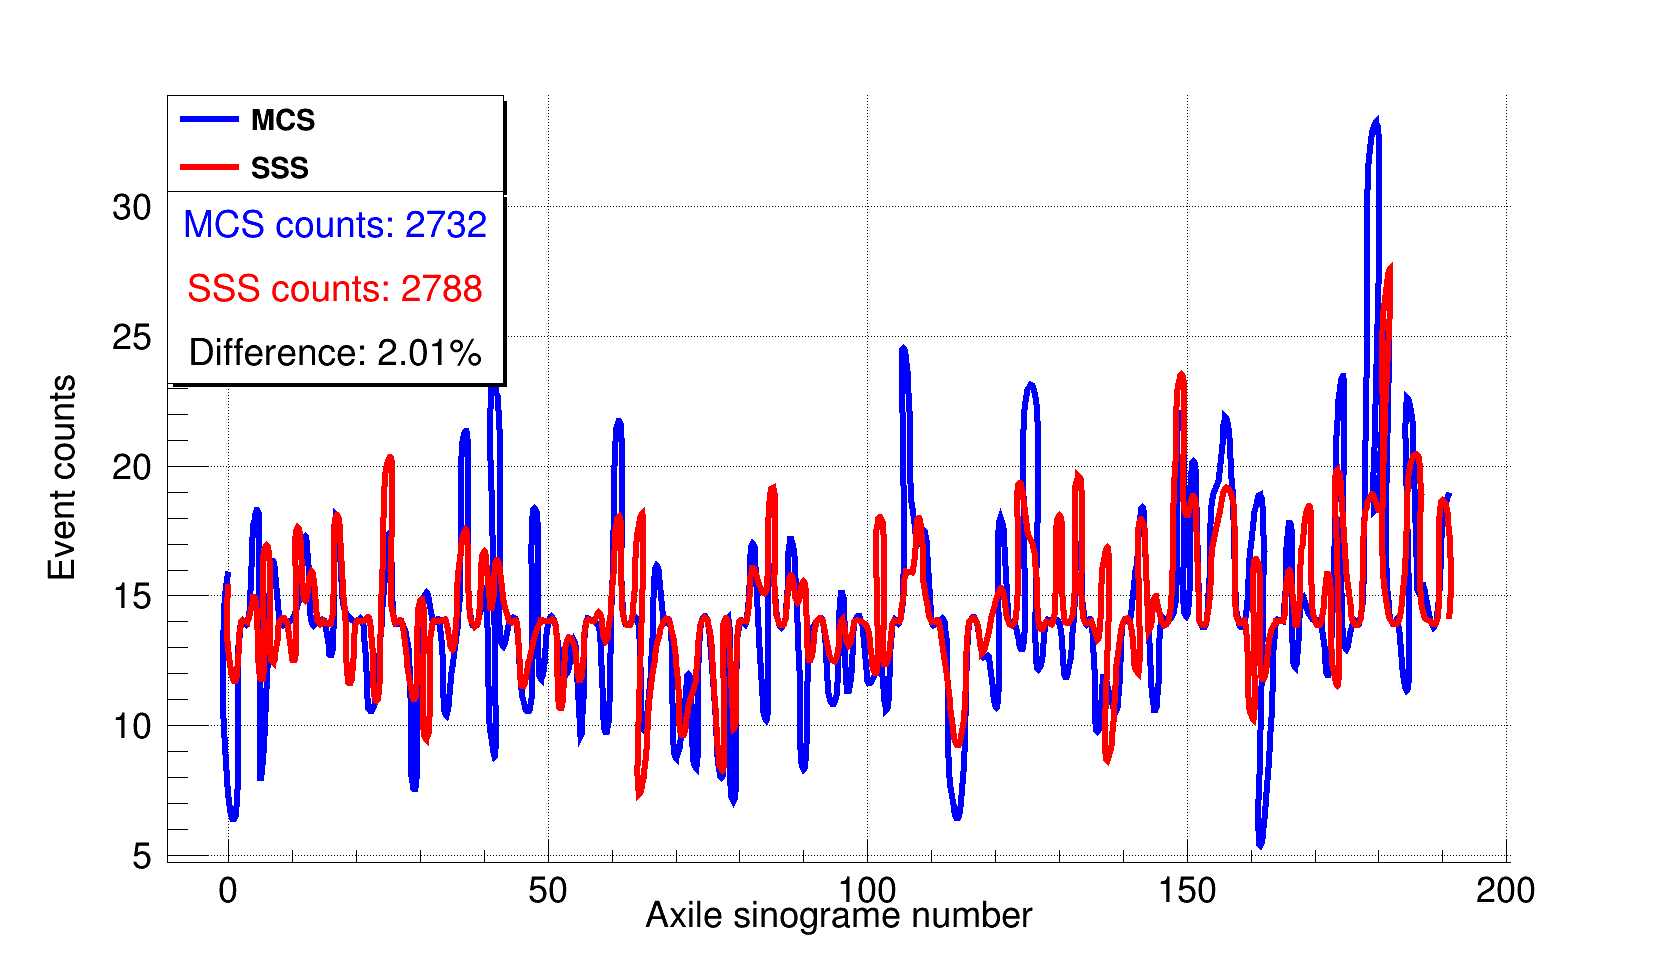 MCS
SSS
MCS counts: 2732
SSS counts: 2788
Difference: 2.01%
30
25
20
15
10
5
Event counts
0 50 100 150 200
Axile sinograme number